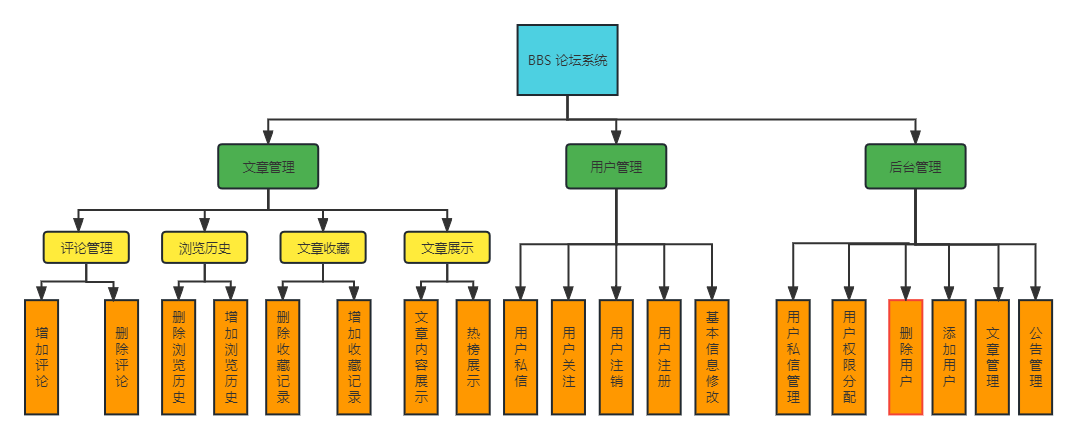 BBS 论坛系统
文章管理
用户管理
后台管理
评论管理
浏览历史
文章收藏
文章展示
增加评论
删除评论
删除浏览历史
增加浏览历史
删除收藏记录
增加收藏记录
文章内容展示
热榜展示
用户私信
用户关注
用户注销
用户注册
基本信息修改
用户私信管理
用户权限分配
删除用户
添加用户
文章管理
公告管理